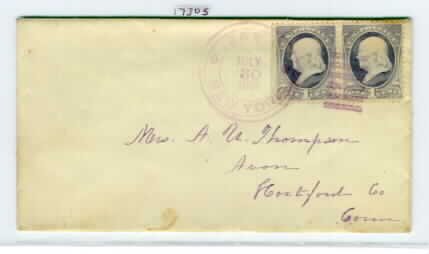 17305
JULY
30
NEW YORK
Mrs. A. W. Thompson
Avon
Hartford Co
Conn